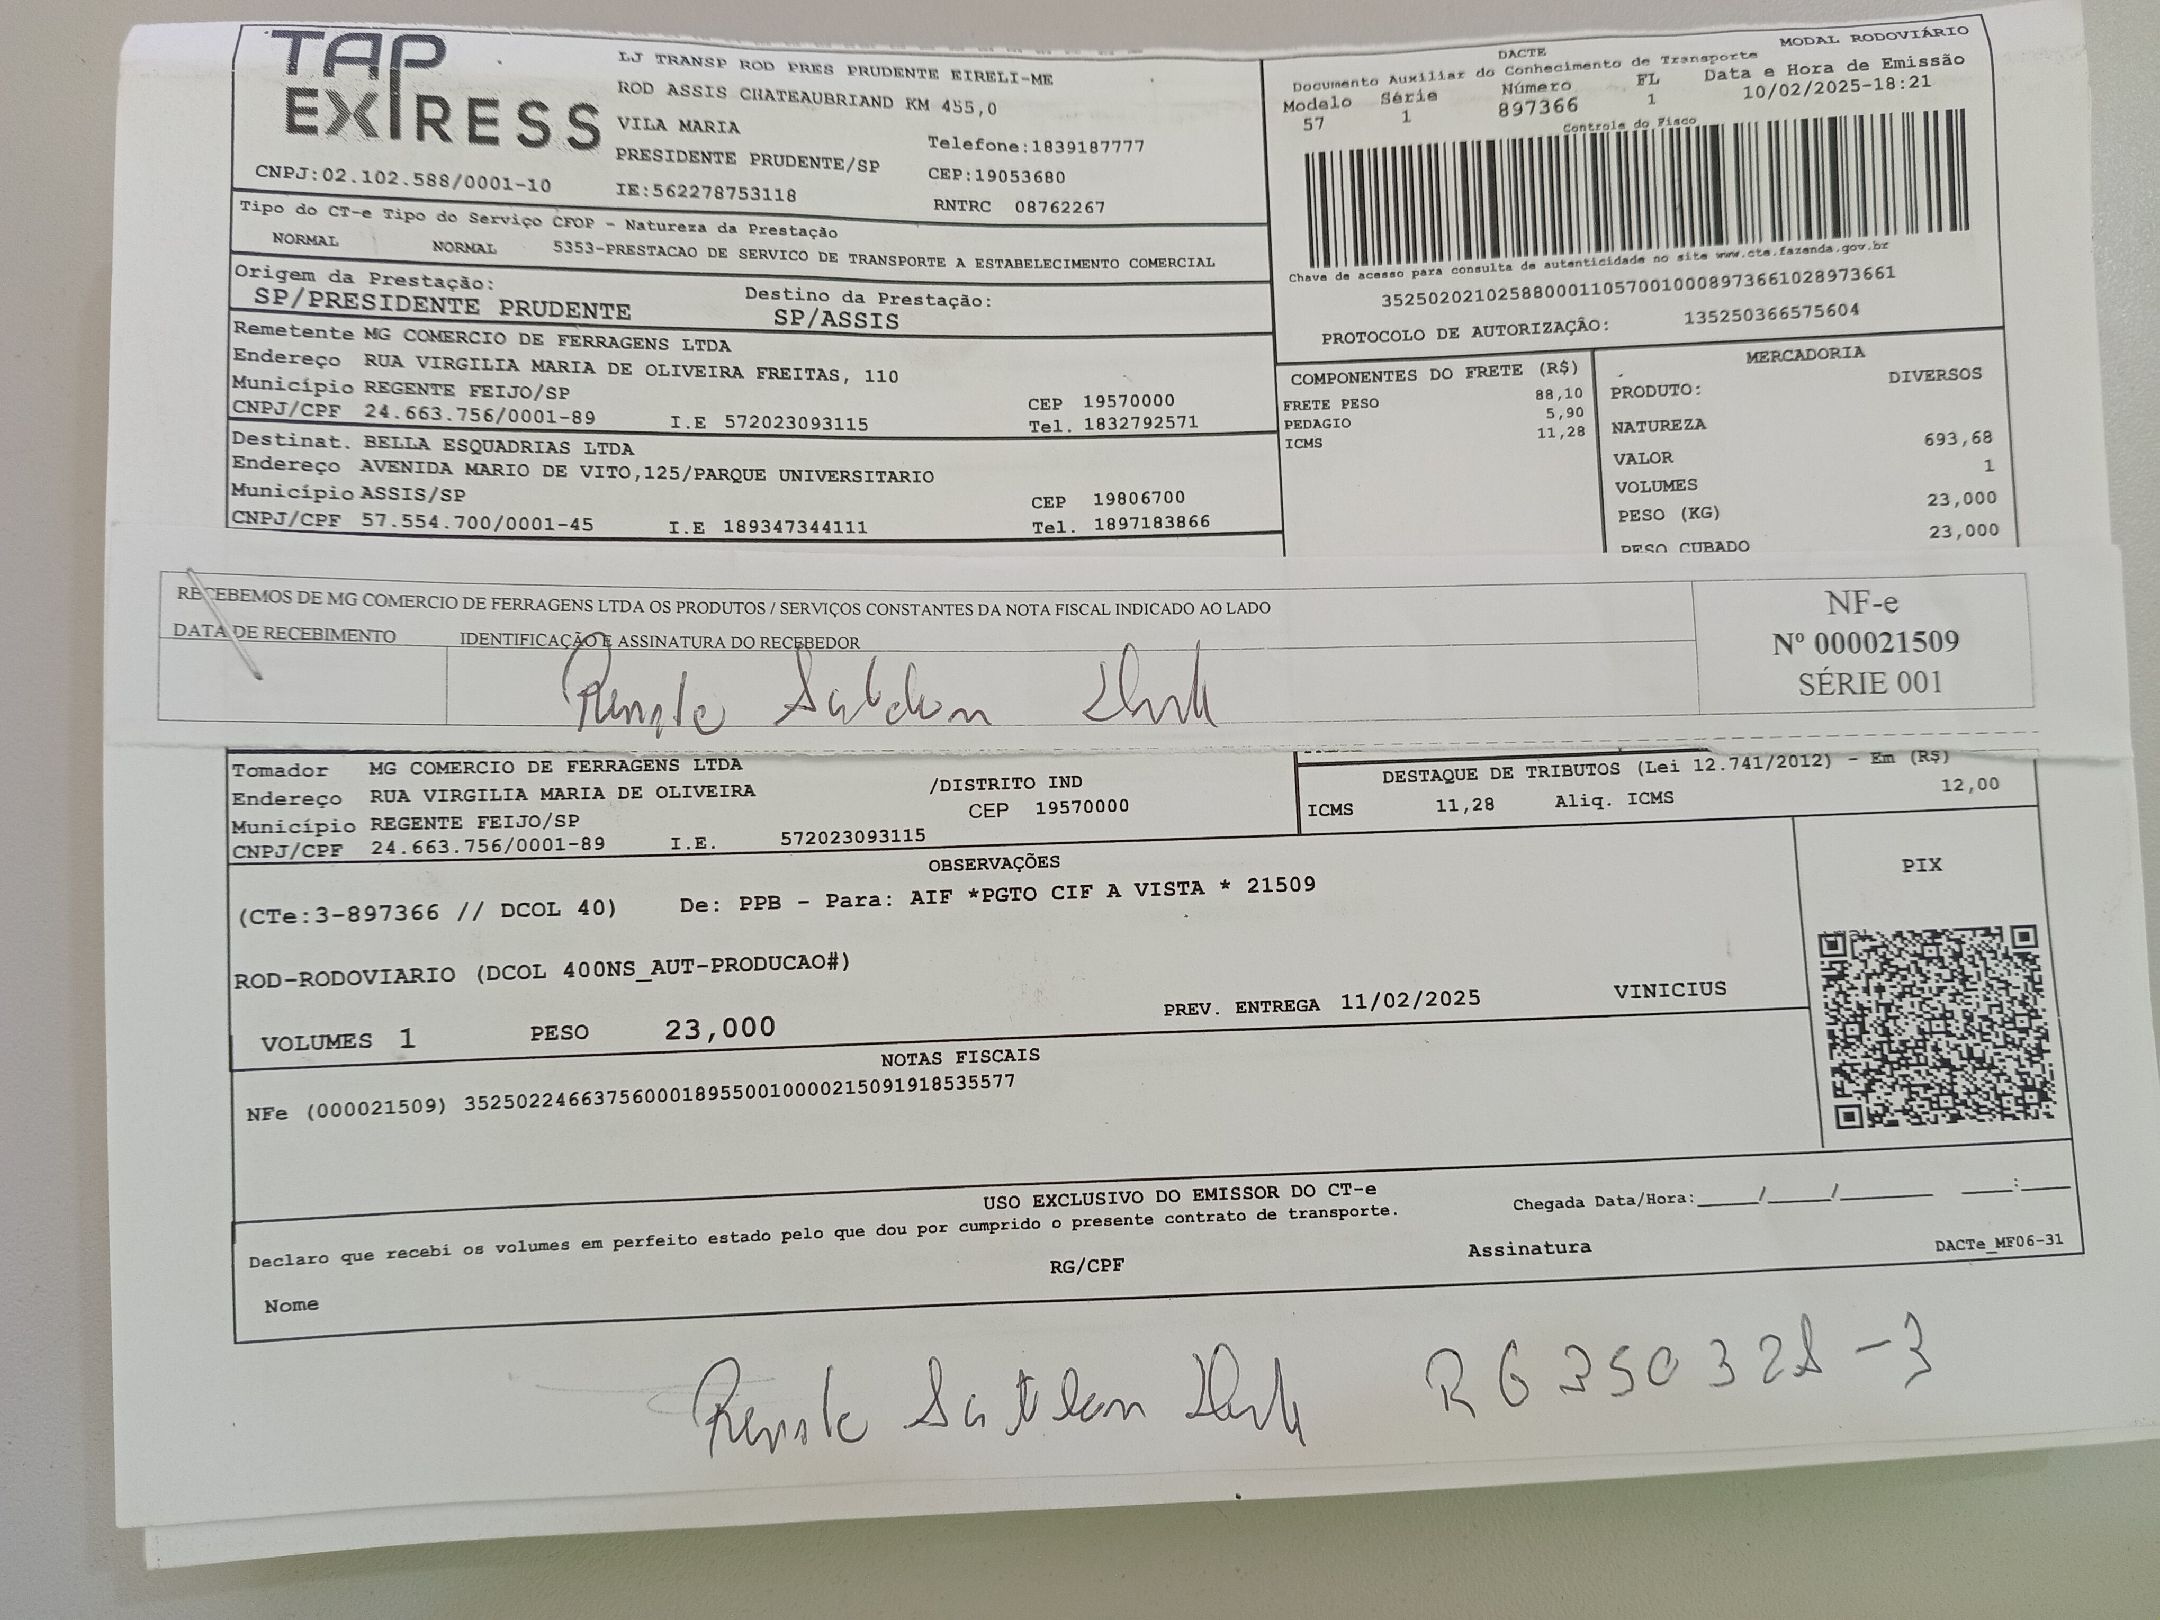 TAP
EXPRESS
CNPJ:02.102.588/0001-10
LJ TRANSP ROD PRES PRUDENTE EIRELI-ME
ROD ASSIS CHATEAUBRIAND KM 455,0
VILA MARIA
PRESIDENTE PRUDENTE/SP
IE:562278753118
Telefone:1839187777
CEP:19053680
RNTRC 08762267
DACTE MODAL RODOVIÁRIO
Documento Auxiliar do Conhecimento de Transporte
Modelo Série Número FL Data e Hora de Emissão
57 1 897366 1 10/02/2025-18:21
Controle do Fisco
Chave de acesso para consulta de autenticidade no site www.cte.fazenda.gov.br
35250202102588000110570010008973661028973661
PROTOCOLO DE AUTORIZAÇÃO: 135250366575604
Tipo do CT-e Tipo do Serviço CFOP - Natureza da Prestação
NORMAL NORMAL 5353-PRESTACAO DE SERVICO DE TRANSPORTE A ESTABELECIMENTO COMERCIAL
Origem da Prestação: Destino da Prestação:
SP/PRESIDENTE PRUDENTE SP/ASSIS
Remetente MG COMERCIO DE FERRAGENS LTDA
Endereço RUA VIRGILIA MARIA DE OLIVEIRA FREITAS, 110
Município REGENTE FEIJO/SP CEP 19570000
CNPJ/CPF 24.663.756/0001-89 I.E 572023093115 Tel. 1832792571
Destinat. BELLA ESQUADRIAS LTDA
Endereço AVENIDA MARIO DE VITO,125/PARQUE UNIVERSITARIO
Município ASSIS/SP CEP 19806700
CNPJ/CPF 57.554.700/0001-45 I.E 189347344111 Tel. 1897183866
COMPONENTES DO FRETE (R$)
FRETE PESO 88,10
PEDAGIO 5,90
ICMS 11,28
MERCADORIA
PRODUTO: DIVERSOS
NATUREZA
VALOR 693,68
VOLUMES 1
PESO (KG) 23,000
PESO CUBADO 23,000
RECEBEMOS DE MG COMERCIO DE FERRAGENS LTDA OS PRODUTOS / SERVIÇOS CONSTANTES DA NOTA FISCAL INDICADO AO LADO
DATA DE RECEBIMENTO IDENTIFICAÇÃO E ASSINATURA DO RECEBEDOR
NF-e
Nº 000021509
SÉRIE 001
Tomador MG COMERCIO DE FERRAGENS LTDA
Endereço RUA VIRGILIA MARIA DE OLIVEIRA /DISTRITO IND
Município REGENTE FEIJO/SP CEP 19570000
CNPJ/CPF 24.663.756/0001-89 I.E. 572023093115
DESTAQUE DE TRIBUTOS (Lei 12.741/2012) - Em (R$)
ICMS 11,28 Aliq. ICMS 12,00
OBSERVAÇÕES
(CTe:3-897366 // DCOL 40) De: PPB - Para: AIF *PGTO CIF A VISTA * 21509
ROD-RODOVIARIO (DCOL 400NS_AUT-PRODUCAO#)
PREV. ENTREGA 11/02/2025 VINICIUS
VOLUMES 1 PESO 23,000
PIX
NOTAS FISCAIS
NFe (000021509) 35250224663756000189550010000215091918535577
USO EXCLUSIVO DO EMISSOR DO CT-e
Declaro que recebi os volumes em perfeito estado pelo que dou por cumprido o presente contrato de transporte.
Chegada Data/Hora:____/____/______ ___:___
Nome RG/CPF Assinatura DACTe_MF06-31
RG 350328-3